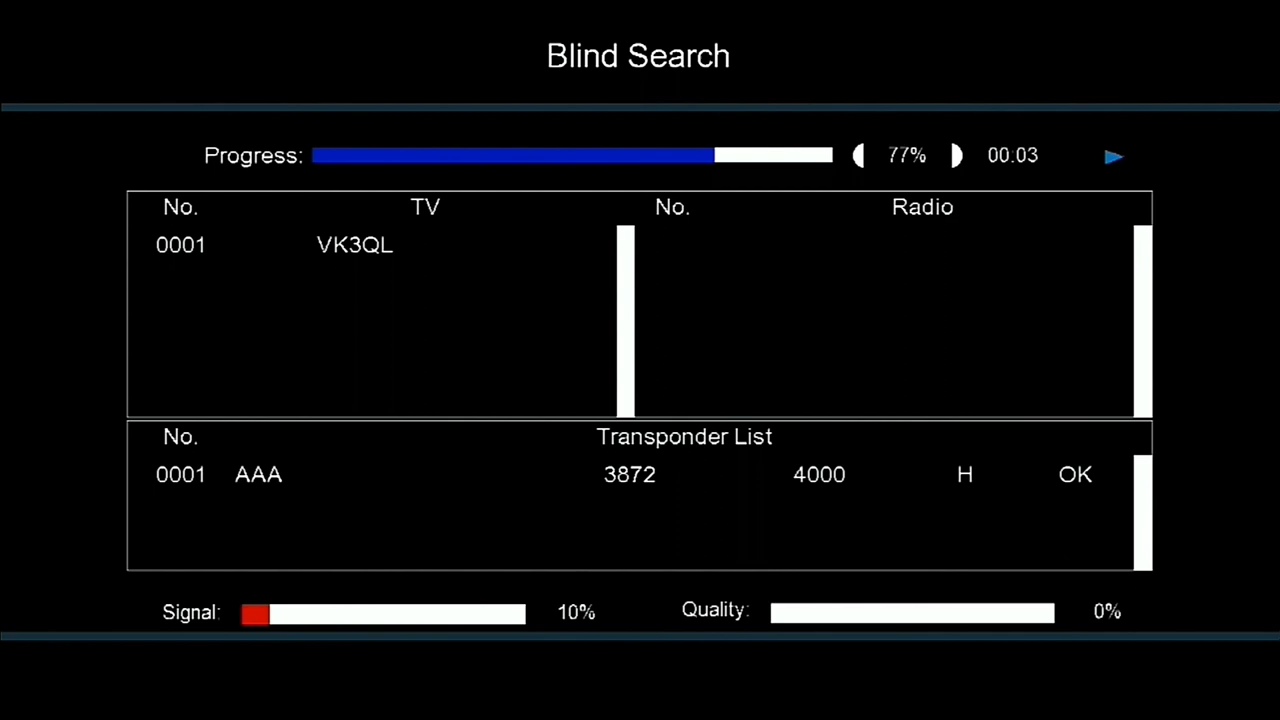 Blind Search
Progress: 77% 00:03
No. TV No. Radio
0001 VK3QL
No. Transponder List
0001 AAA 3872 4000 H OK
Signal: 10% Quality: 0%